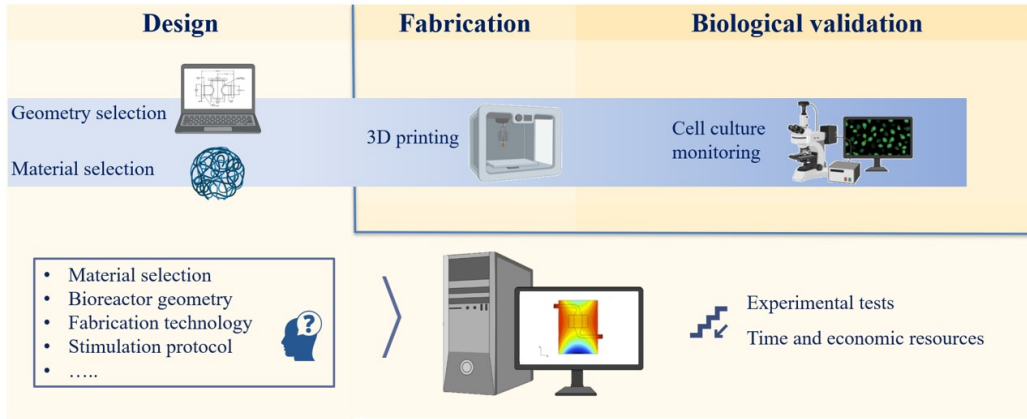 Design
Fabrication
Biological validation
Geometry selection
Material selection
3D printing
Cell culture
monitoring
• Material selection
• Bioreactor geometry
• Fabrication technology
• Stimulation protocol
• …..
?
Experimental tests
Time and economic resources